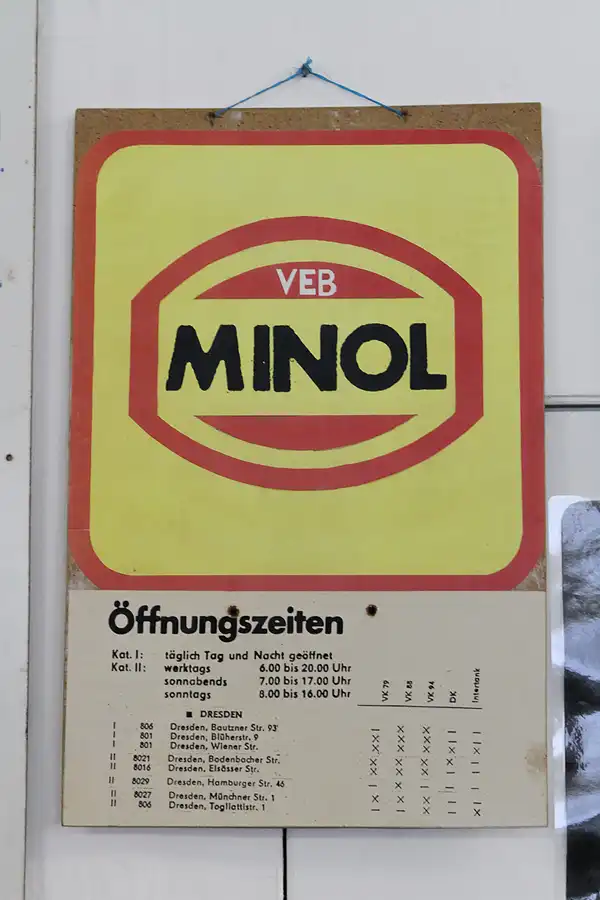 VEB
MINOL
Öffnungszeiten
Kat. I: täglich Tag und Nacht geöffnet
Kat. II: werktags 6.00 bis 20.00 Uhr
sonnabends 7.00 bis 17.00 Uhr
sonntags 8.00 bis 16.00 Uhr
VK 79 VK 88 VK 94 DK Intertank
■ DRESDEN
I 806 Dresden, Bautzner Str. 93
I 801 Dresden, Blüherstr. 9
I 801 Dresden, Wiener Str.
II 8021 Dresden, Bodenbacher Str.
II 8016 Dresden, Elsässer Str.
II 8029 Dresden, Hamburger Str. 46
II 8027 Dresden, Münchner Str. 1
II 806 Dresden, Togliattistr. 1